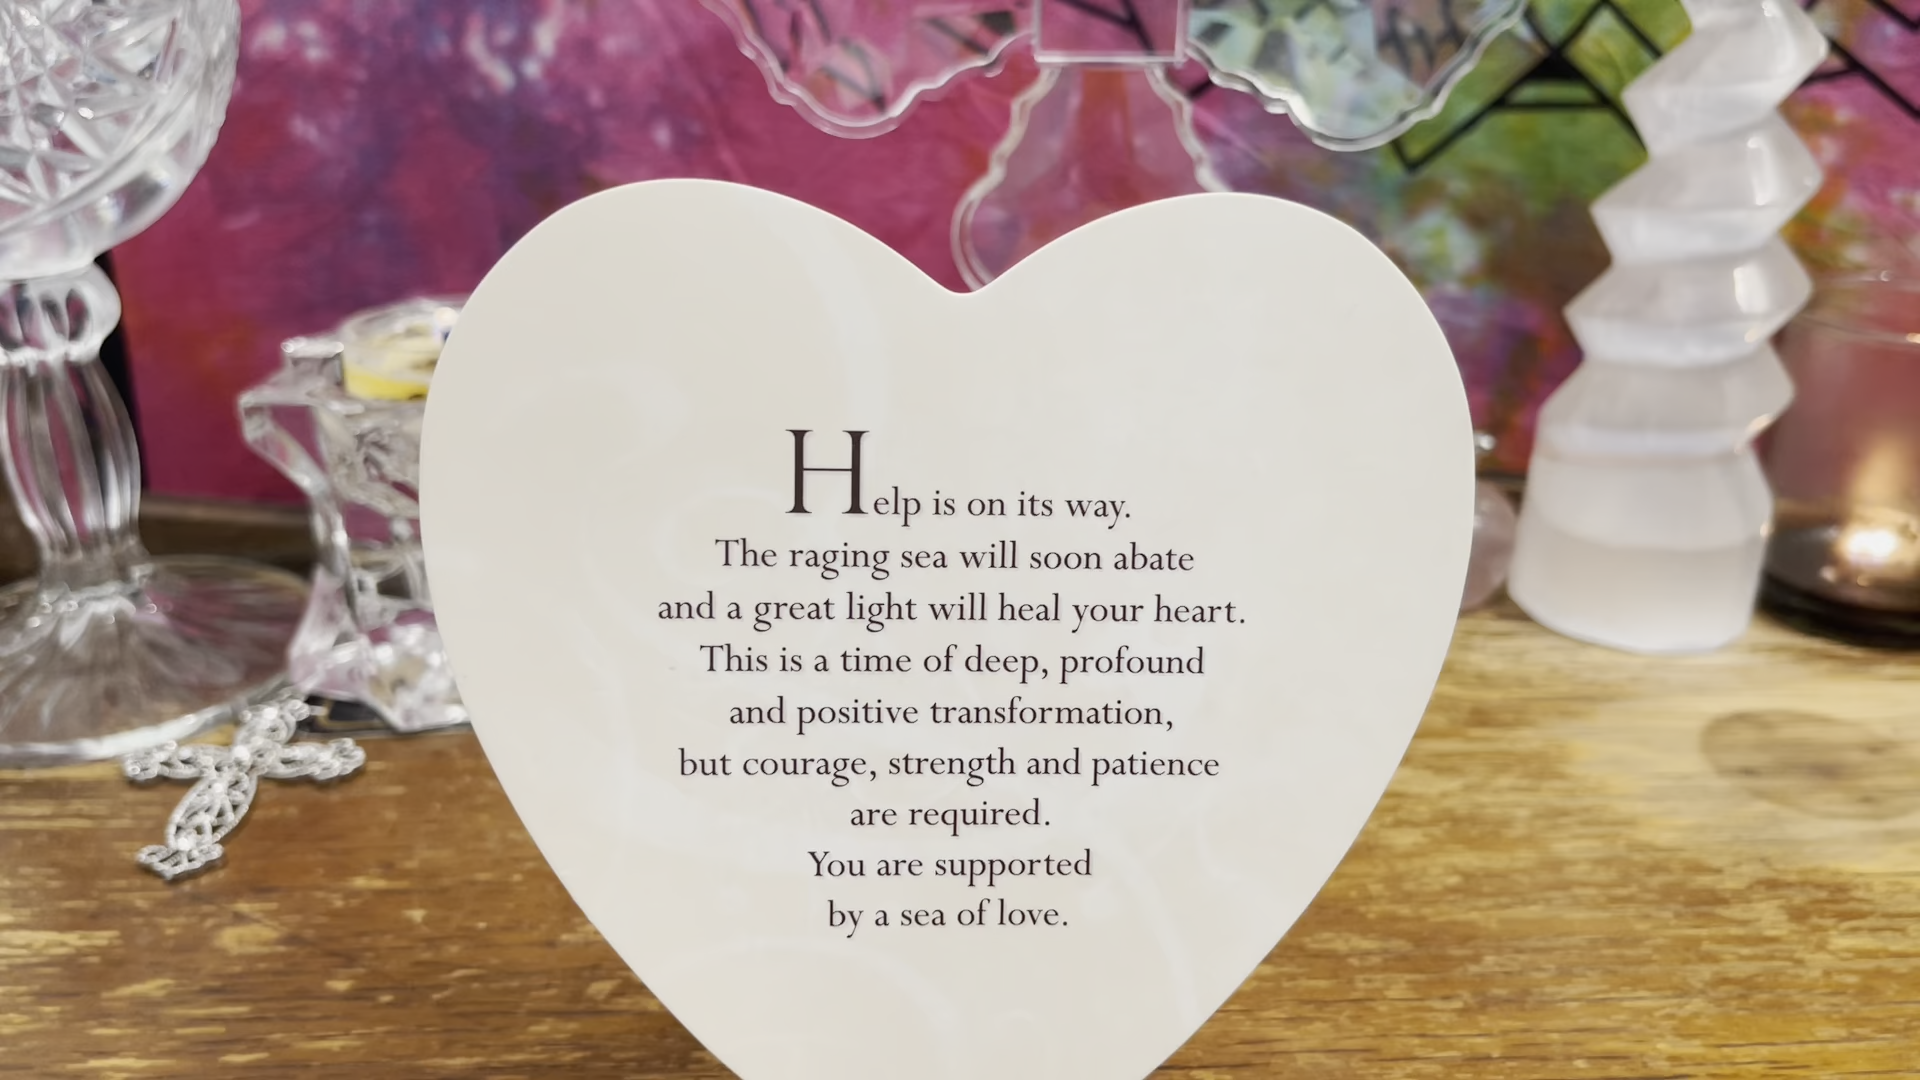 Help is on its way.
The raging sea will soon abate
and a great light will heal your heart.
This is a time of deep, profound
and positive transformation,
but courage, strength and patience
are required.
You are supported
by a sea of love.